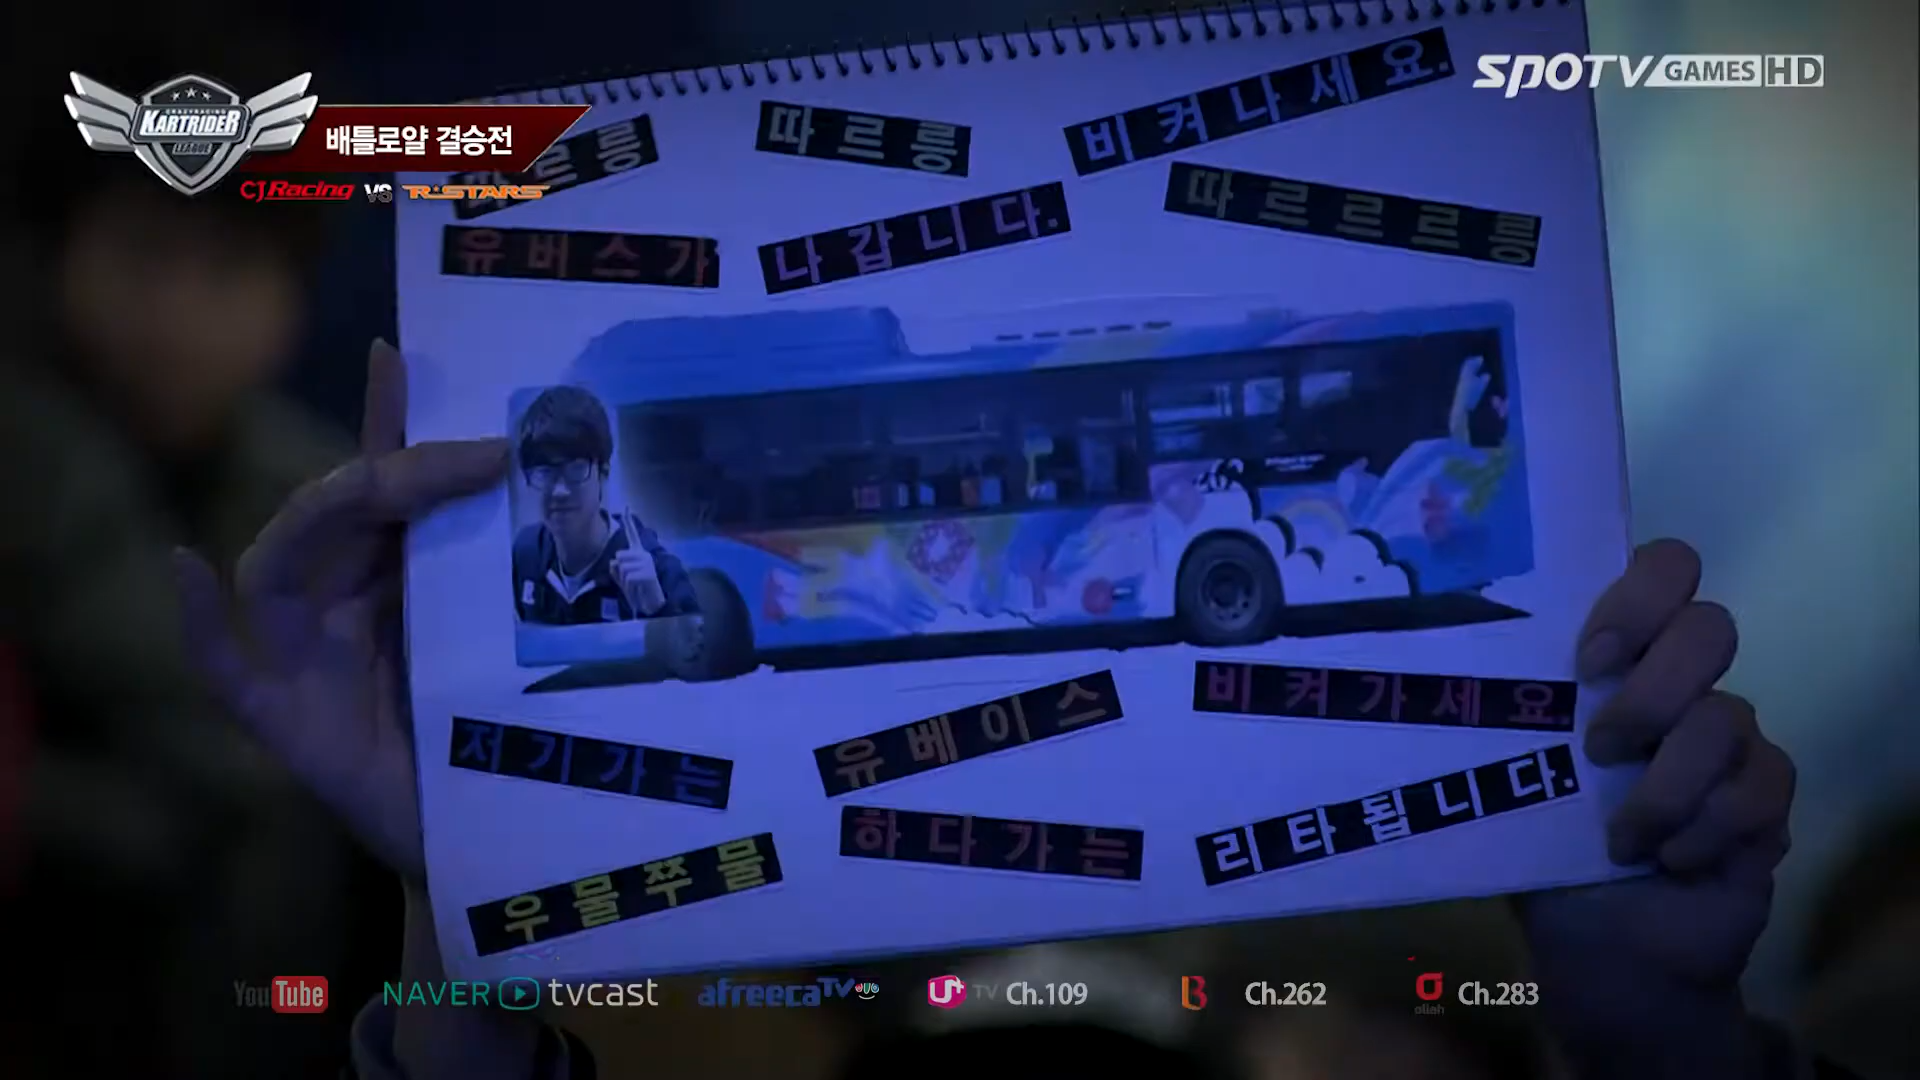 SPOTV GAMES HD
CRAZYRACING
KARTRIDER
LEAGUE
배틀로얄 결승전
CJ Racing VS R★STARS
따르릉
비켜나세요.
유버스가
나갑니다.
따르르르릉
저기가는
유베이스
비켜가세요.
우물쭈물
하다가는
리타됩니다.
YouTube NAVER tvcast afreecaTV U+ TV Ch.109 B Ch.262 olleh Ch.283